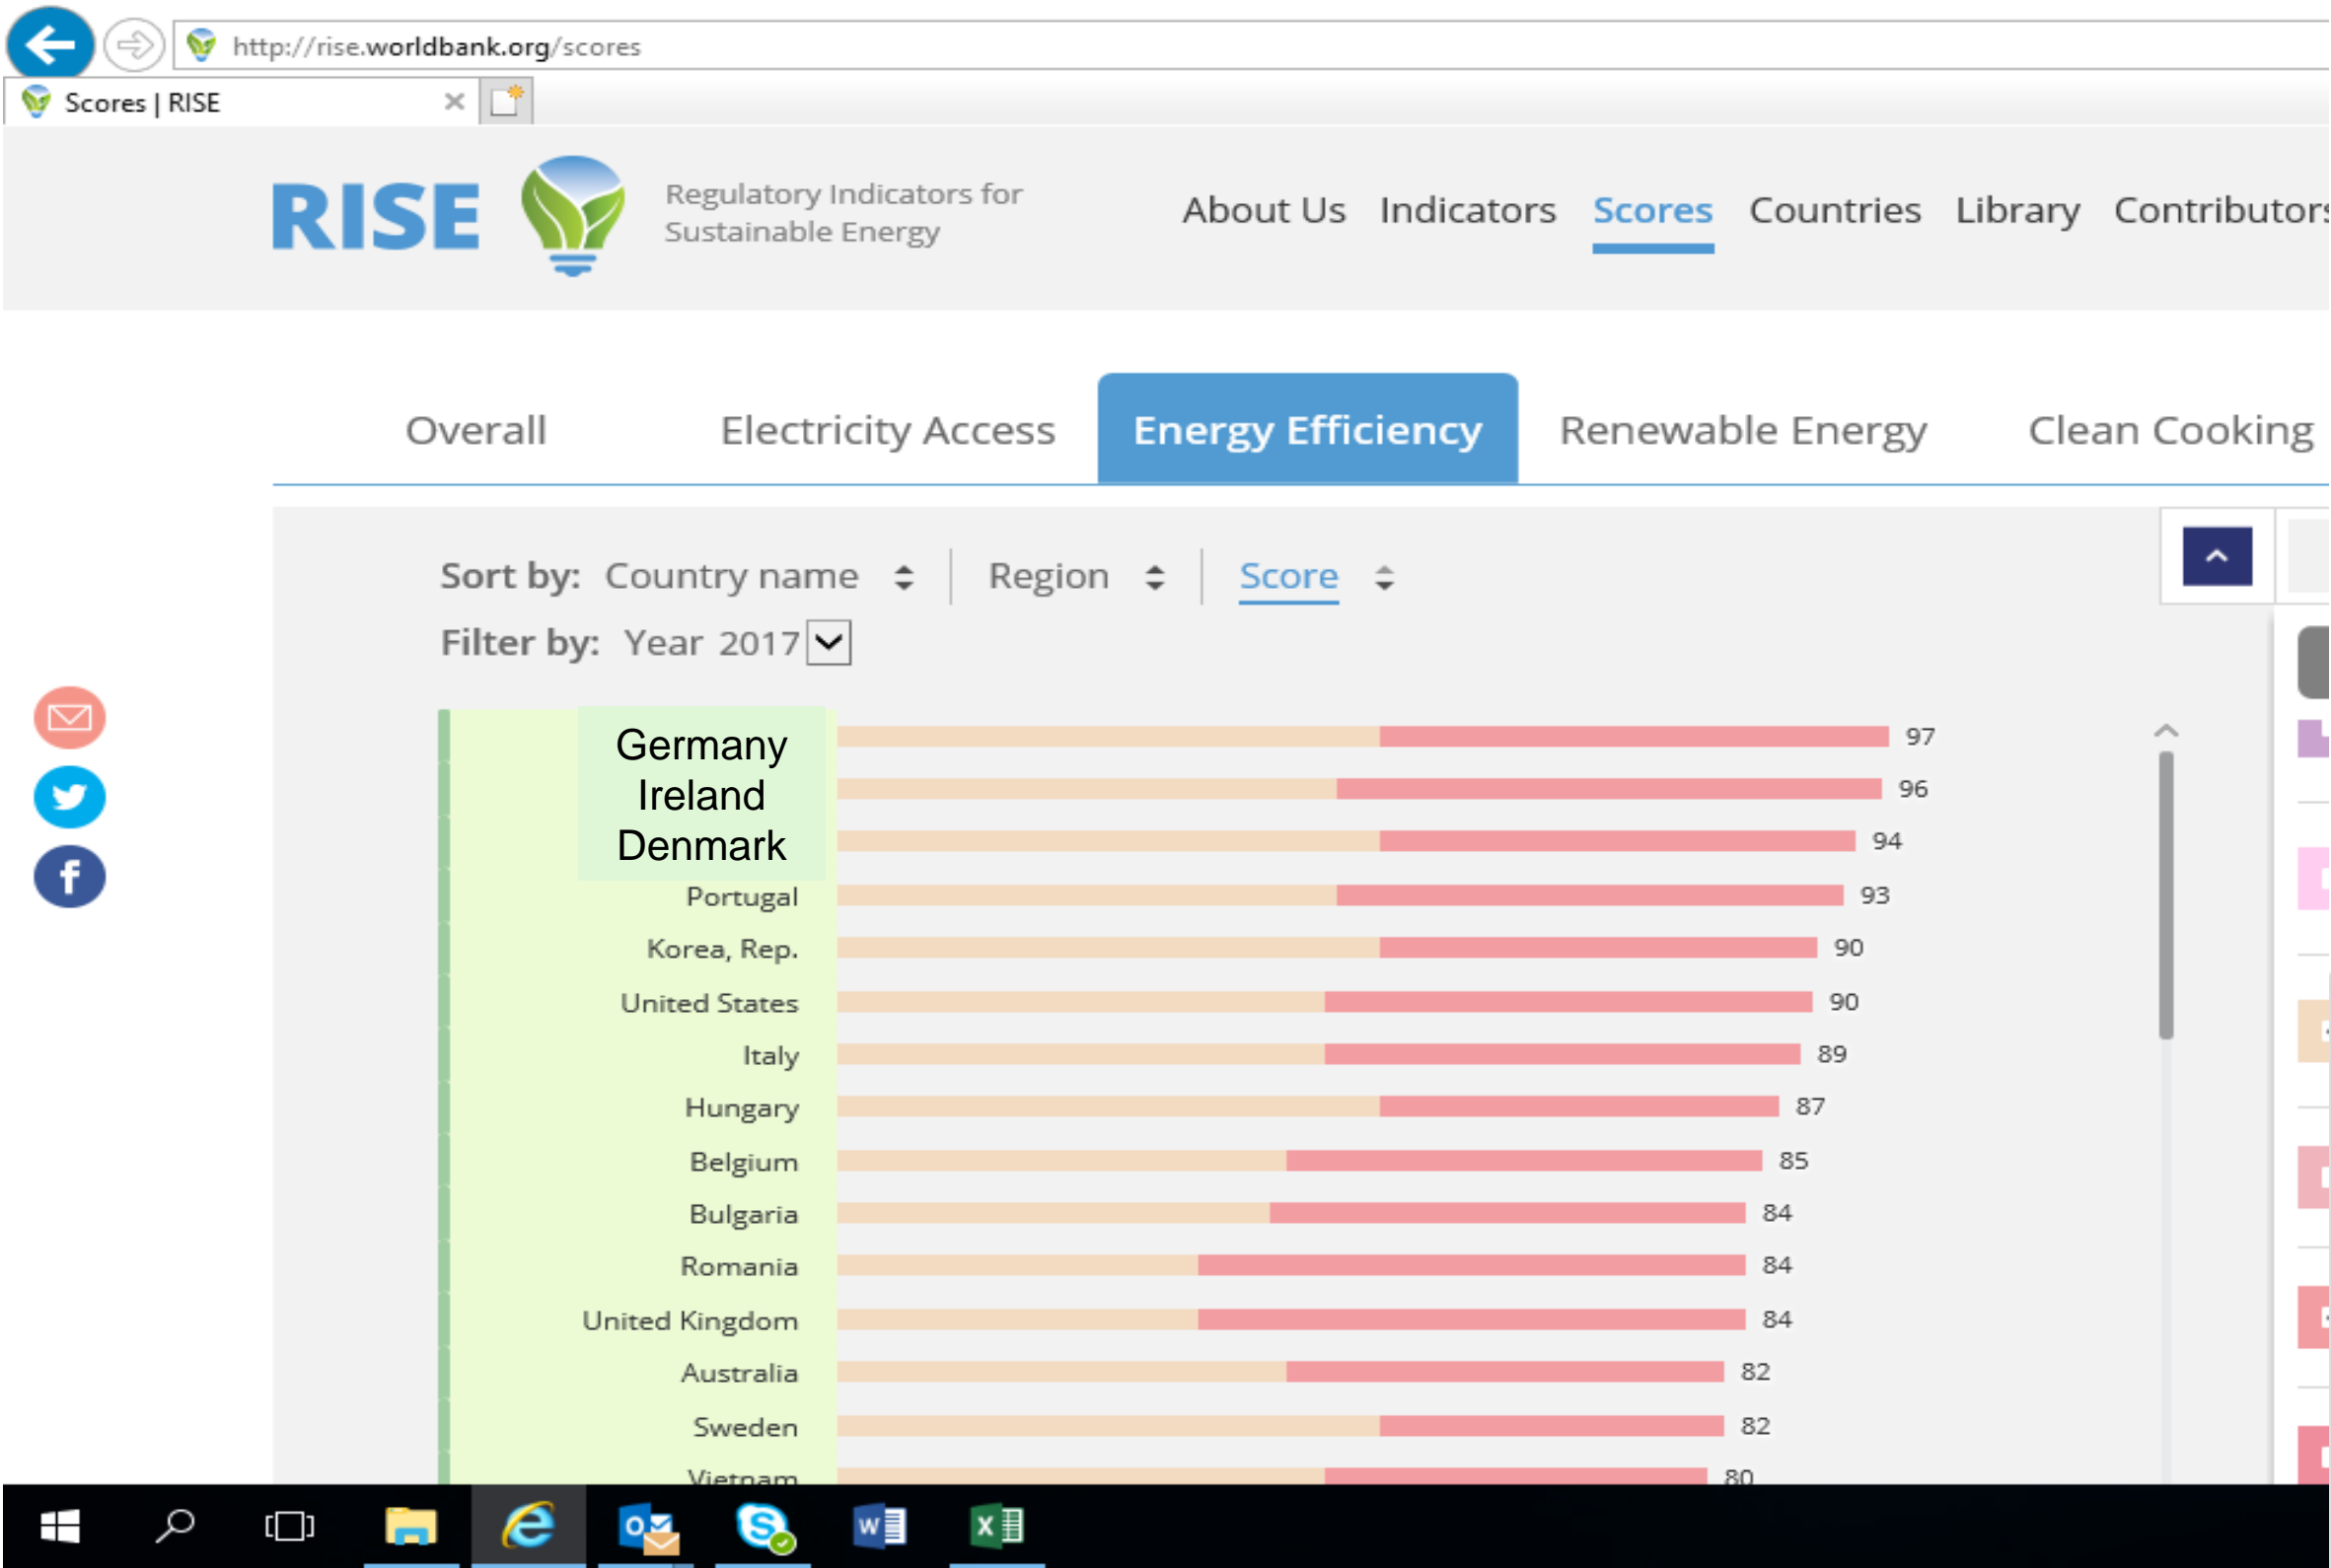 http://rise.worldbank.org/scores
Scores | RISE
RISE
Regulatory Indicators for
Sustainable Energy
About Us Indicators Scores Countries Library Contributors
Overall Electricity Access Energy Efficiency Renewable Energy Clean Cooking
Sort by: Country name Region Score
Filter by: Year 2017
Germany 97
Ireland 96
Denmark 94
Portugal 93
Korea, Rep. 90
United States 90
Italy 89
Hungary 87
Belgium 85
Bulgaria 84
Romania 84
United Kingdom 84
Australia 82
Sweden 82
Vietnam 80